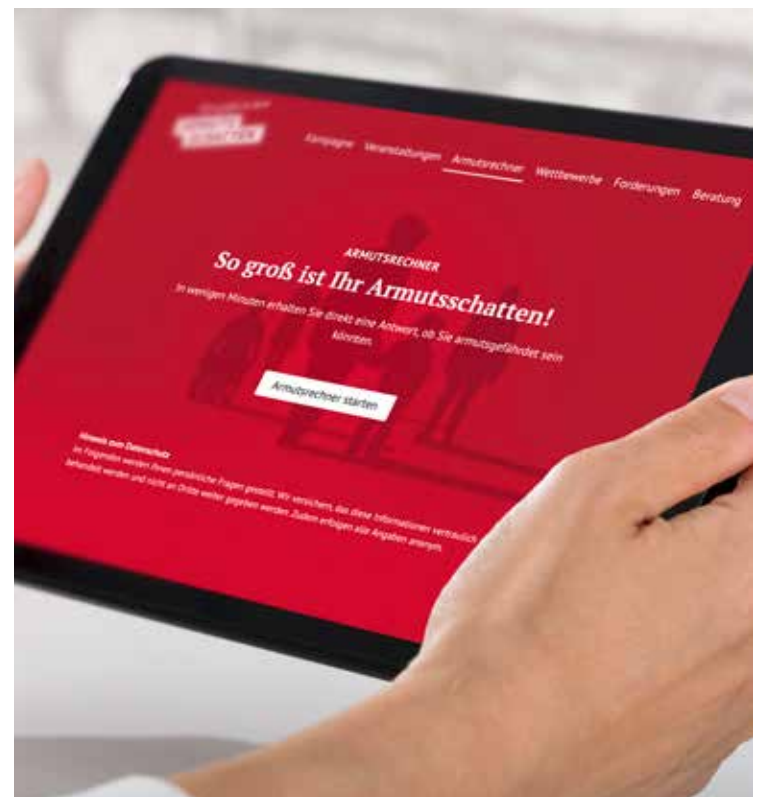 ARMUTS
SCHATTEN
Kampagne Veranstaltungen Armutsrechner Wettbewerbe Forderungen Beratung
ARMUTSRECHNER
So groß ist Ihr Armutsschatten!
In wenigen Minuten erhalten Sie direkt eine Antwort, ob Sie armutsgefährdet sein
könnten.
Armutsrechner starten
Hinweis zum Datenschutz
Im Folgenden werden Ihnen persönliche Fragen gestellt. Wir versichern, das diese Informationen vertraulich
behandelt werden und nicht an Dritte weiter gegeben werden. Zudem erfolgen alle Angaben anonym.